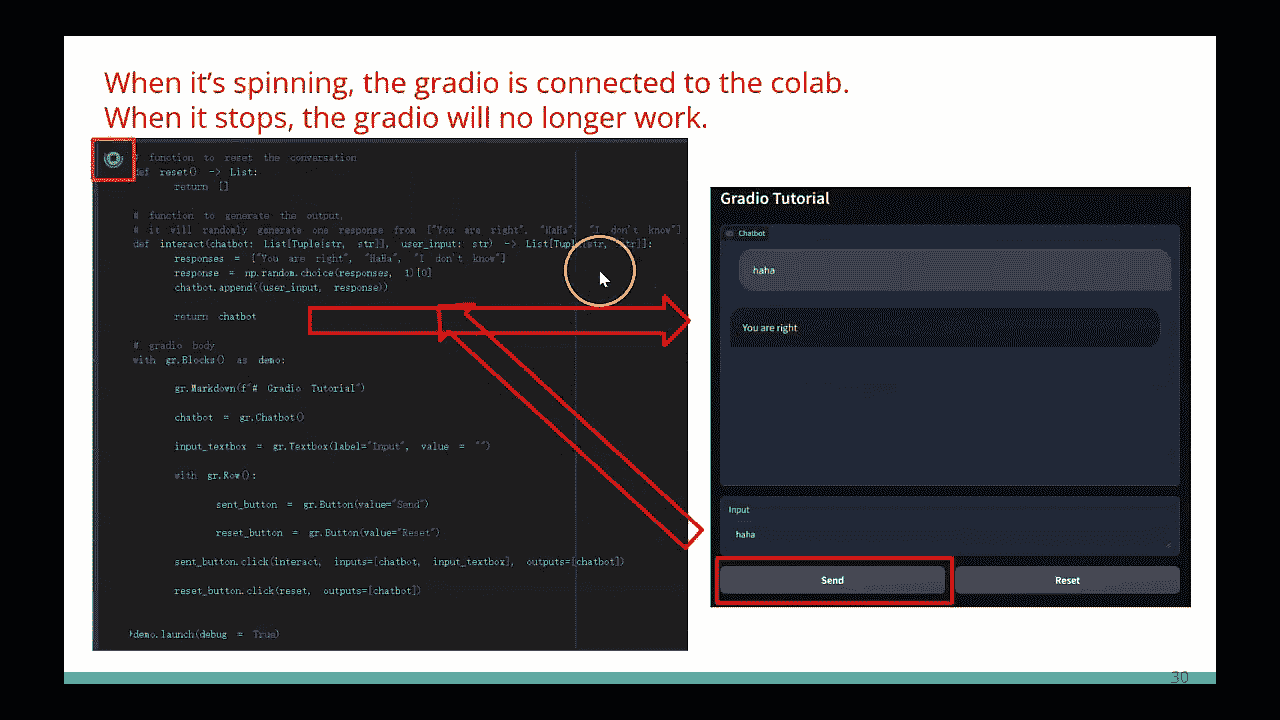 When it's spinning, the gradio is connected to the colab.
When it stops, the gradio will no longer work.
# function to reset the conversation
def reset() -> List:
return []
# function to generate the output,
# it will randomly generate one response from ["You are right", "HaHa", "I don't know"]
def interact(chatbot: List[Tuple[str, str]], user_input: str) -> List[Tuple[str, str]]:
responses = ["You are right", "HaHa", "I don't know"]
response = np.random.choice(responses, 1)[0]
chatbot.append((user_input, response))
return chatbot
# gradio body
with gr.Blocks() as demo:
gr.Markdown(f"# Gradio Tutorial")
chatbot = gr.Chatbot()
input_textbox = gr.Textbox(label="Input", value = "")
with gr.Row():
sent_button = gr.Button(value="Send")
reset_button = gr.Button(value="Reset")
sent_button.click(interact, inputs=[chatbot, input_textbox], outputs=[chatbot])
reset_button.click(reset, outputs=[chatbot])
demo.launch(debug = True)
Gradio Tutorial
Chatbot
haha
You are right
Input
haha
Send
Reset
30